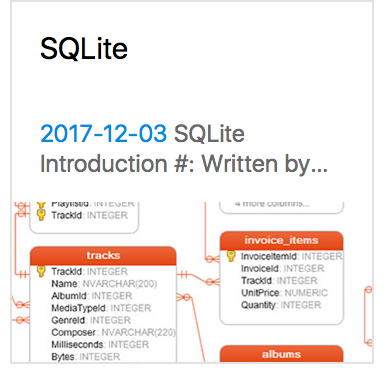 SQLite
2017-12-03 SQLite
Introduction #: Written by...
PlaylistId: INTEGER
TrackId: INTEGER
4 more columns...
tracks
TrackId: INTEGER
Name: NVARCHAR(200)
AlbumId: INTEGER
MediaTypeId: INTEGER
GenreId: INTEGER
Composer: NVARCHAR(220)
Milliseconds: INTEGER
Bytes: INTEGER
invoice_items
InvoiceItemId: INTEGER
InvoiceId: INTEGER
TrackId: INTEGER
UnitPrice: NUMERIC
Quantity: INTEGER
albums